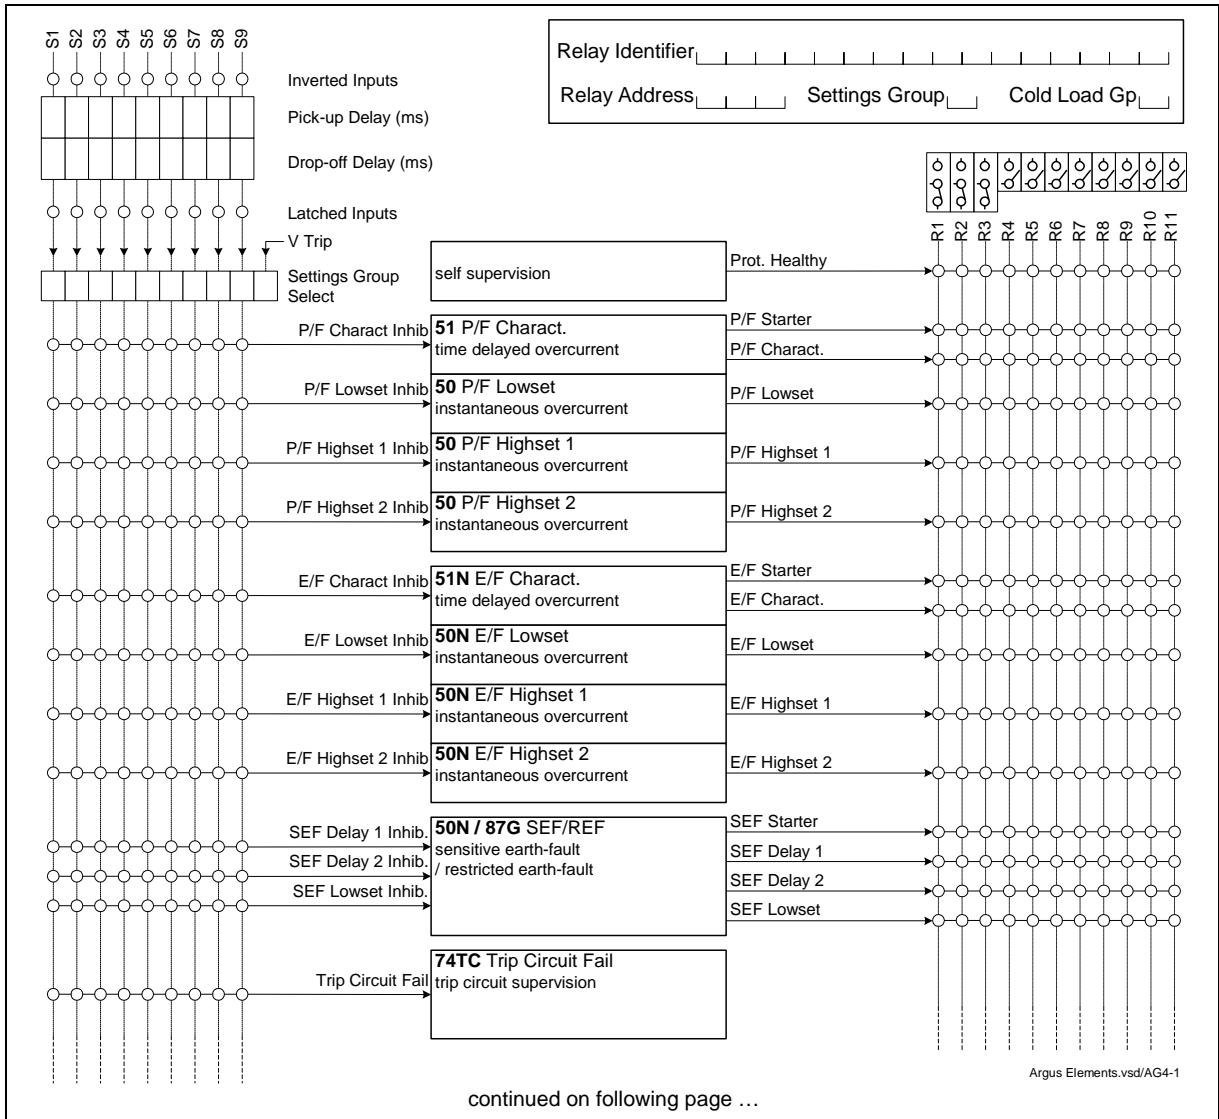 S1 S2 S3 S4 S5 S6 S7 S8 S9
Relay Identifier
Relay Address Settings Group Cold Load Gp
Inverted Inputs
Pick-up Delay (ms)
Drop-off Delay (ms)
Latched Inputs
V Trip
Settings Group
Select
R1 R2 R3 R4 R5 R6 R7 R8 R9 R10 R11
self supervision
Prot. Healthy
P/F Charact Inhib
51 P/F Charact.
time delayed overcurrent
P/F Starter
P/F Charact.
P/F Lowset Inhib
50 P/F Lowset
instantaneous overcurrent
P/F Lowset
P/F Highset 1 Inhib
50 P/F Highset 1
instantaneous overcurrent
P/F Highset 1
P/F Highset 2 Inhib
50 P/F Highset 2
instantaneous overcurrent
P/F Highset 2
E/F Charact Inhib
51N E/F Charact.
time delayed overcurrent
E/F Starter
E/F Charact.
E/F Lowset Inhib
50N E/F Lowset
instantaneous overcurrent
E/F Lowset
E/F Highset 1 Inhib
50N E/F Highset 1
instantaneous overcurrent
E/F Highset 1
E/F Highset 2 Inhib
50N E/F Highset 2
instantaneous overcurrent
E/F Highset 2
SEF Delay 1 Inhib.
SEF Delay 2 Inhib.
SEF Lowset Inhib.
50N / 87G SEF/REF
sensitive earth-fault
/ restricted earth-fault
SEF Starter
SEF Delay 1
SEF Delay 2
SEF Lowset
Trip Circuit Fail
74TC Trip Circuit Fail
trip circuit supervision
Argus Elements.vsd/AG4-1
continued on following page …